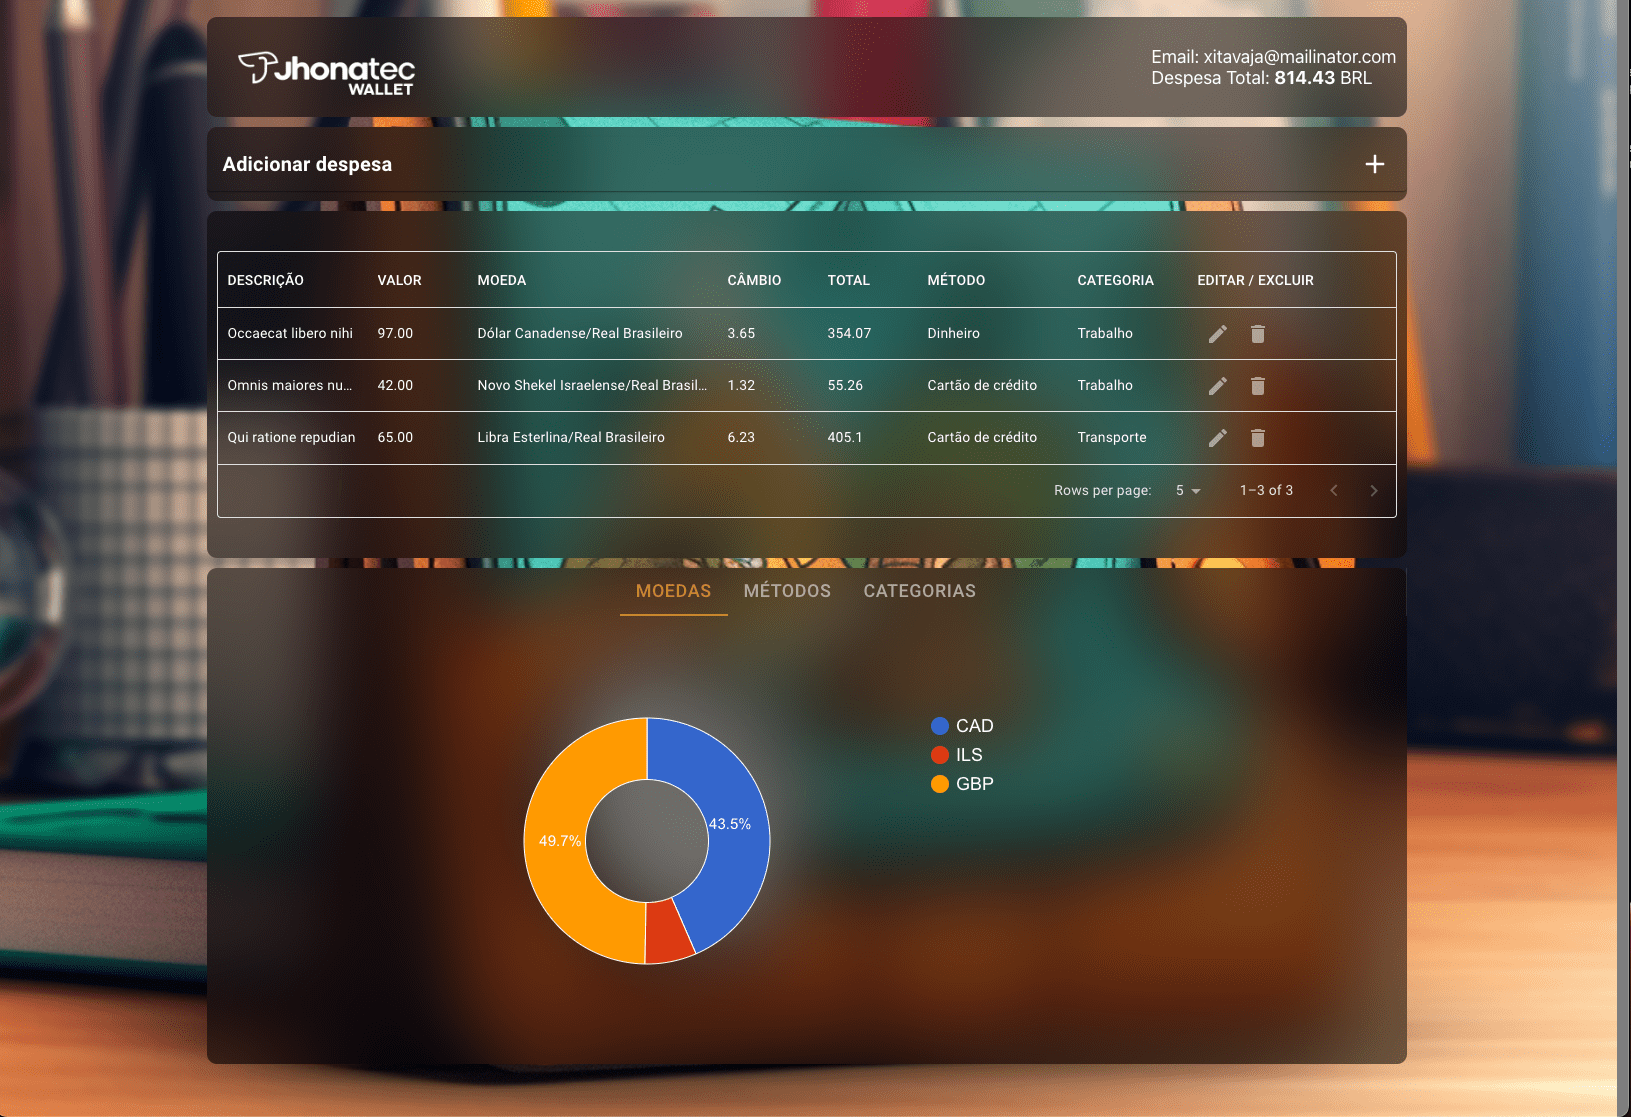 Jhonatec
WALLET
Email: xitavaja@mailinator.com
Despesa Total: 814.43 BRL
Adicionar despesa
DESCRIÇÃO VALOR MOEDA CÂMBIO TOTAL MÉTODO CATEGORIA EDITAR / EXCLUIR
Occaecat libero nihi 97.00 Dólar Canadense/Real Brasileiro 3.65 354.07 Dinheiro Trabalho
Omnis maiores nu... 42.00 Novo Shekel Israelense/Real Brasil... 1.32 55.26 Cartão de crédito Trabalho
Qui ratione repudian 65.00 Libra Esterlina/Real Brasileiro 6.23 405.1 Cartão de crédito Transporte
Rows per page: 5 1–3 of 3
MOEDAS MÉTODOS CATEGORIAS
CAD
ILS
GBP
43.5%
49.7%